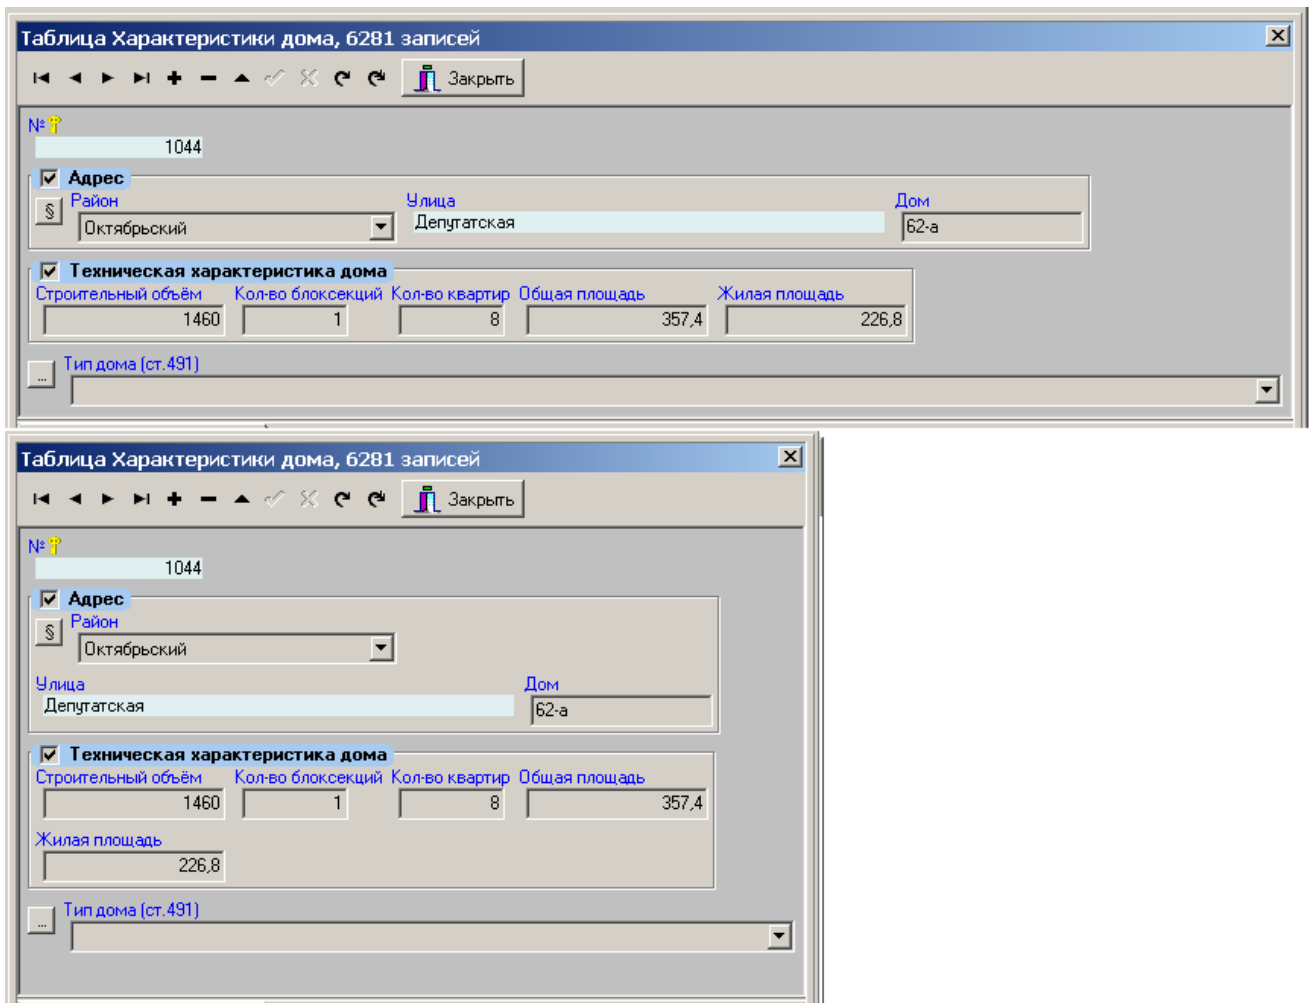 Таблица Характеристики дома, 6281 записей
Закрыть
№
1044
Адрес
Район Улица Дом
§ Октябрьский Депутатская 62-а
Техническая характеристика дома
Строительный объём Кол-во блоксекций Кол-во квартир Общая площадь Жилая площадь
1460 1 8 357,4 226,8
Тип дома (ст.491)
...
Таблица Характеристики дома, 6281 записей
Закрыть
№
1044
Адрес
Район
§ Октябрьский
Улица Дом
Депутатская 62-а
Техническая характеристика дома
Строительный объём Кол-во блоксекций Кол-во квартир Общая площадь
1460 1 8 357,4
Жилая площадь
226,8
Тип дома (ст.491)
...